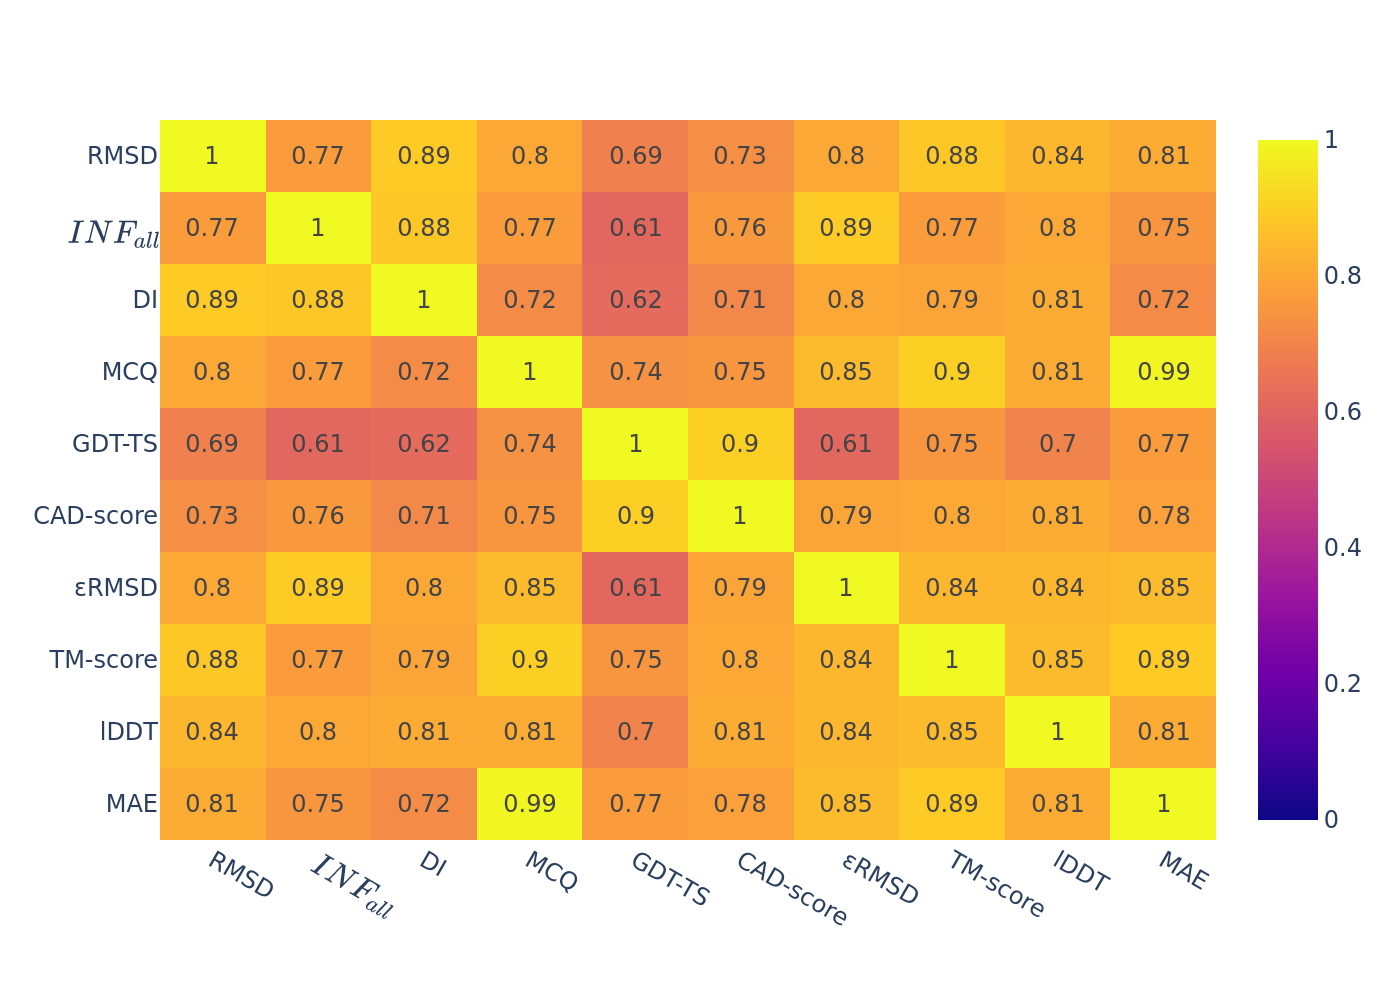 RMSD 1 0.77 0.89 0.8 0.69 0.73 0.8 0.88 0.84 0.81
INF_all 0.77 1 0.88 0.77 0.61 0.76 0.89 0.77 0.8 0.75
DI 0.89 0.88 1 0.72 0.62 0.71 0.8 0.79 0.81 0.72
MCQ 0.8 0.77 0.72 1 0.74 0.75 0.85 0.9 0.81 0.99
GDT-TS 0.69 0.61 0.62 0.74 1 0.9 0.61 0.75 0.7 0.77
CAD-score 0.73 0.76 0.71 0.75 0.9 1 0.79 0.8 0.81 0.78
εRMSD 0.8 0.89 0.8 0.85 0.61 0.79 1 0.84 0.84 0.85
TM-score 0.88 0.77 0.79 0.9 0.75 0.8 0.84 1 0.85 0.89
lDDT 0.84 0.8 0.81 0.81 0.7 0.81 0.84 0.85 1 0.81
MAE 0.81 0.75 0.72 0.99 0.77 0.78 0.85 0.89 0.81 1
RMSD INF_all DI MCQ GDT-TS CAD-score εRMSD TM-score lDDT MAE
1
0.8
0.6
0.4
0.2
0